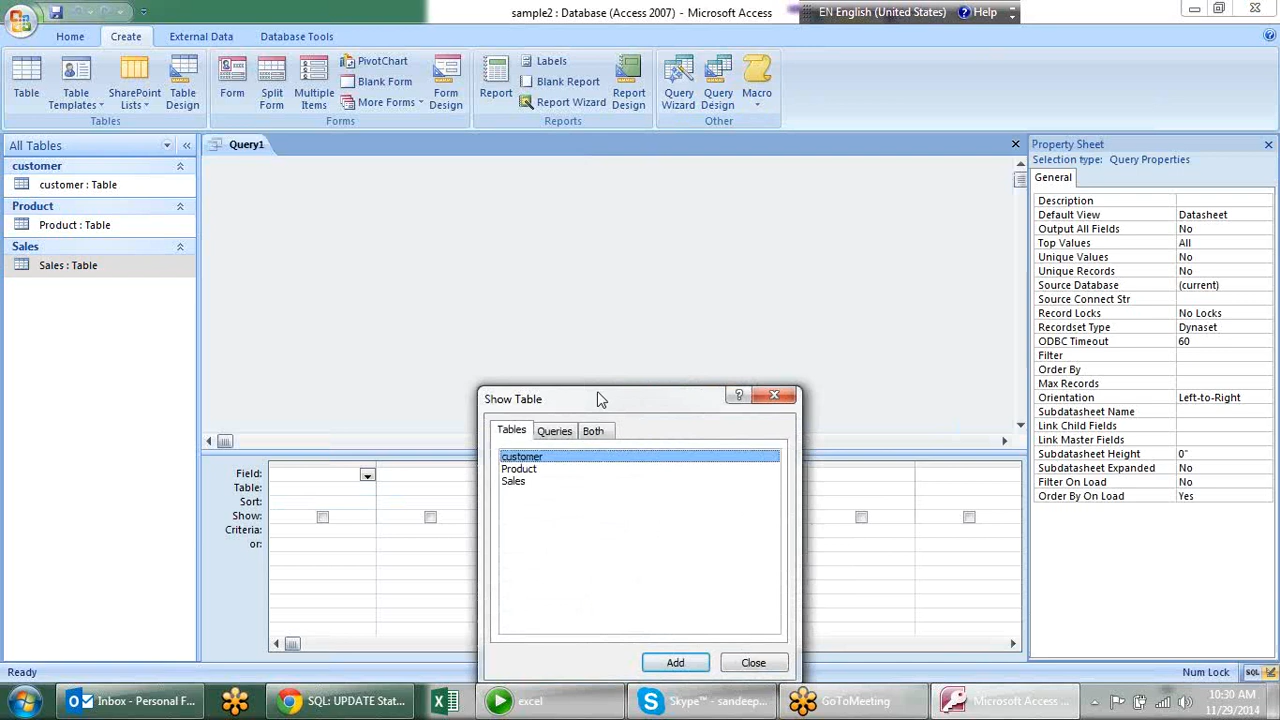 sample2 : Database (Access 2007) - Microsoft Access
EN English (United States)
Help
Home
Create
External Data
Database Tools
Table
Table Templates
SharePoint Lists
Table Design
Tables
Form
Split Form
Multiple Items
PivotChart
Blank Form
More Forms
Form Design
Forms
Report
Labels
Blank Report
Report Wizard
Report Design
Reports
Query Wizard
Query Design
Macro
Other
All Tables
customer
customer : Table
Product
Product : Table
Sales
Sales : Table
Query1
Field:
Table:
Sort:
Show:
Criteria:
or:
Show Table
Tables
Queries
Both
customer
Product
Sales
Add
Close
Property Sheet
Selection type: Query Properties
General
Description
Default View Datasheet
Output All Fields No
Top Values All
Unique Values No
Unique Records No
Source Database (current)
Source Connect Str
Record Locks No Locks
Recordset Type Dynaset
ODBC Timeout 60
Filter
Order By
Max Records
Orientation Left-to-Right
Subdatasheet Name
Link Child Fields
Link Master Fields
Subdatasheet Height 0"
Subdatasheet Expanded No
Filter On Load No
Order By On Load Yes
Ready
Num Lock
SQL
Inbox - Personal F...
SQL: UPDATE Stat...
excel
Skype™ - sandeep...
GoToMeeting
Microsoft Access ...
10:30 AM
11/29/2014